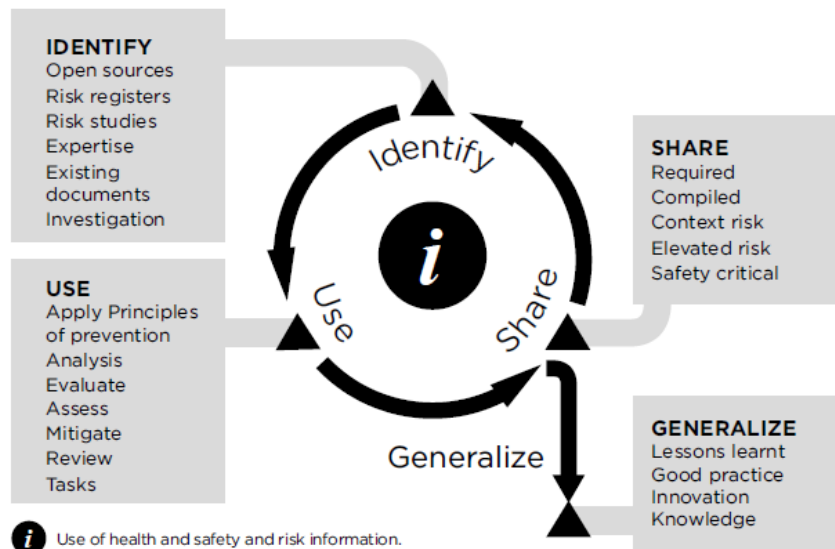 IDENTIFY
Open sources
Risk registers
Risk studies
Expertise
Existing
documents
Investigation
USE
Apply Principles
of prevention
Analysis
Evaluate
Assess
Mitigate
Review
Tasks
Identify
i
Use
Share
Generalize
SHARE
Required
Compiled
Context risk
Elevated risk
Safety critical
GENERALIZE
Lessons learnt
Good practice
Innovation
Knowledge
i Use of health and safety and risk information.